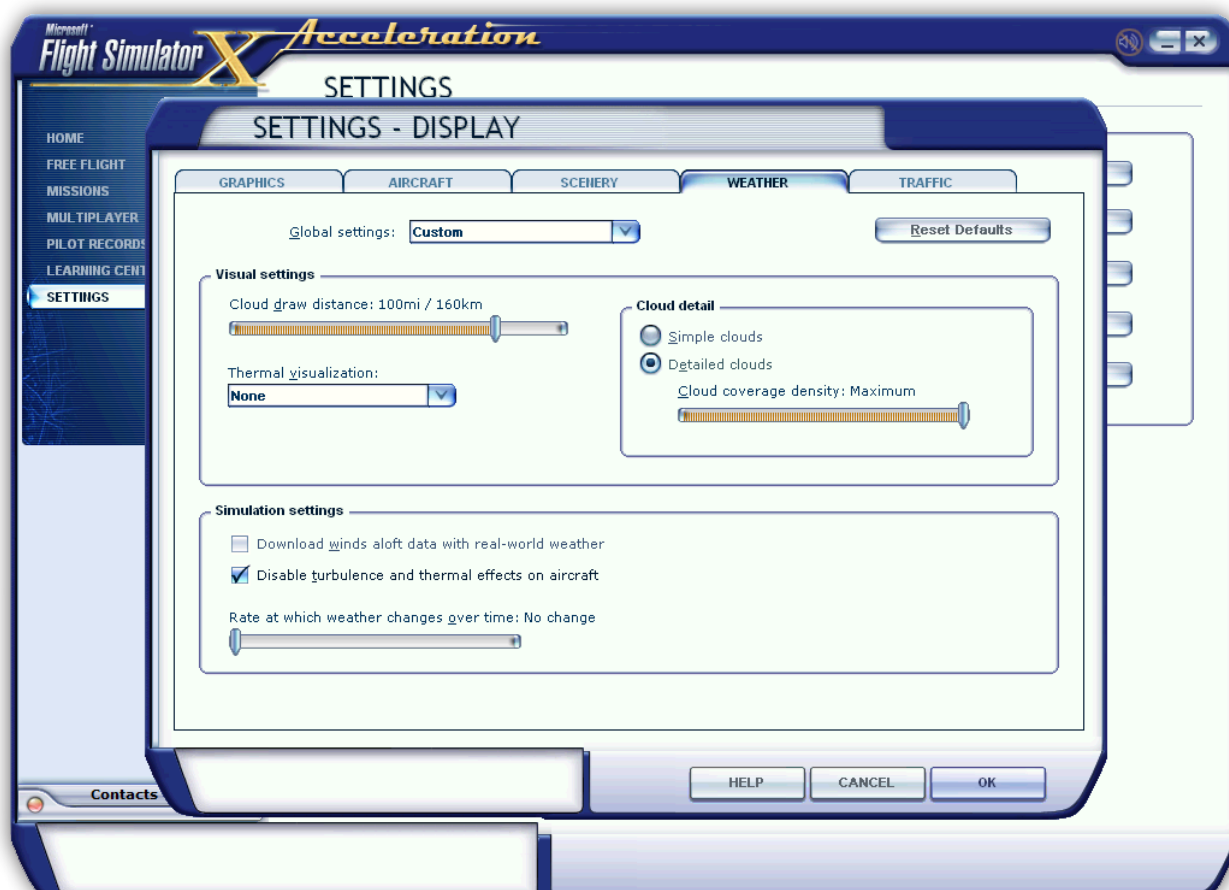 Microsoft
Flight Simulator X Acceleration
SETTINGS
SETTINGS - DISPLAY
HOME
FREE FLIGHT
MISSIONS
MULTIPLAYER
PILOT RECORDS
LEARNING CENT
SETTINGS
GRAPHICS AIRCRAFT SCENERY WEATHER TRAFFIC
Global settings: Custom Reset Defaults
Visual settings
Cloud draw distance: 100mi / 160km
Thermal visualization:
None
Cloud detail
Simple clouds
Detailed clouds
Cloud coverage density: Maximum
Simulation settings
Download winds aloft data with real-world weather
Disable turbulence and thermal effects on aircraft
Rate at which weather changes over time: No change
HELP CANCEL OK
Contacts